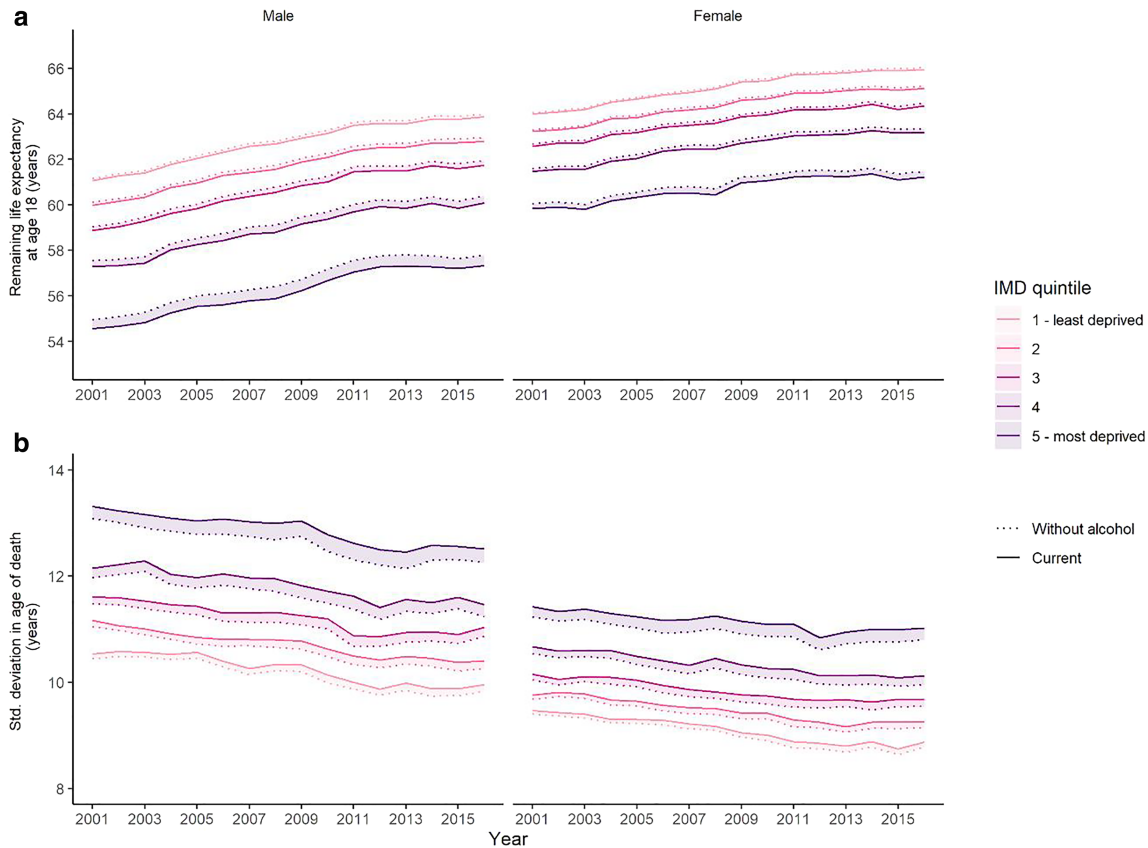 a
Male
Female
Remaining life expectancy
at age 18 (years)
66
64
62
60
58
56
54
2001 2003 2005 2007 2009 2011 2013 2015
2001 2003 2005 2007 2009 2011 2013 2015
IMD quintile
1 - least deprived
2
3
4
5 - most deprived
b
Std. deviation in age of death
(years)
14
12
10
8
Without alcohol
Current
2001 2003 2005 2007 2009 2011 2013 2015
2001 2003 2005 2007 2009 2011 2013 2015
Year